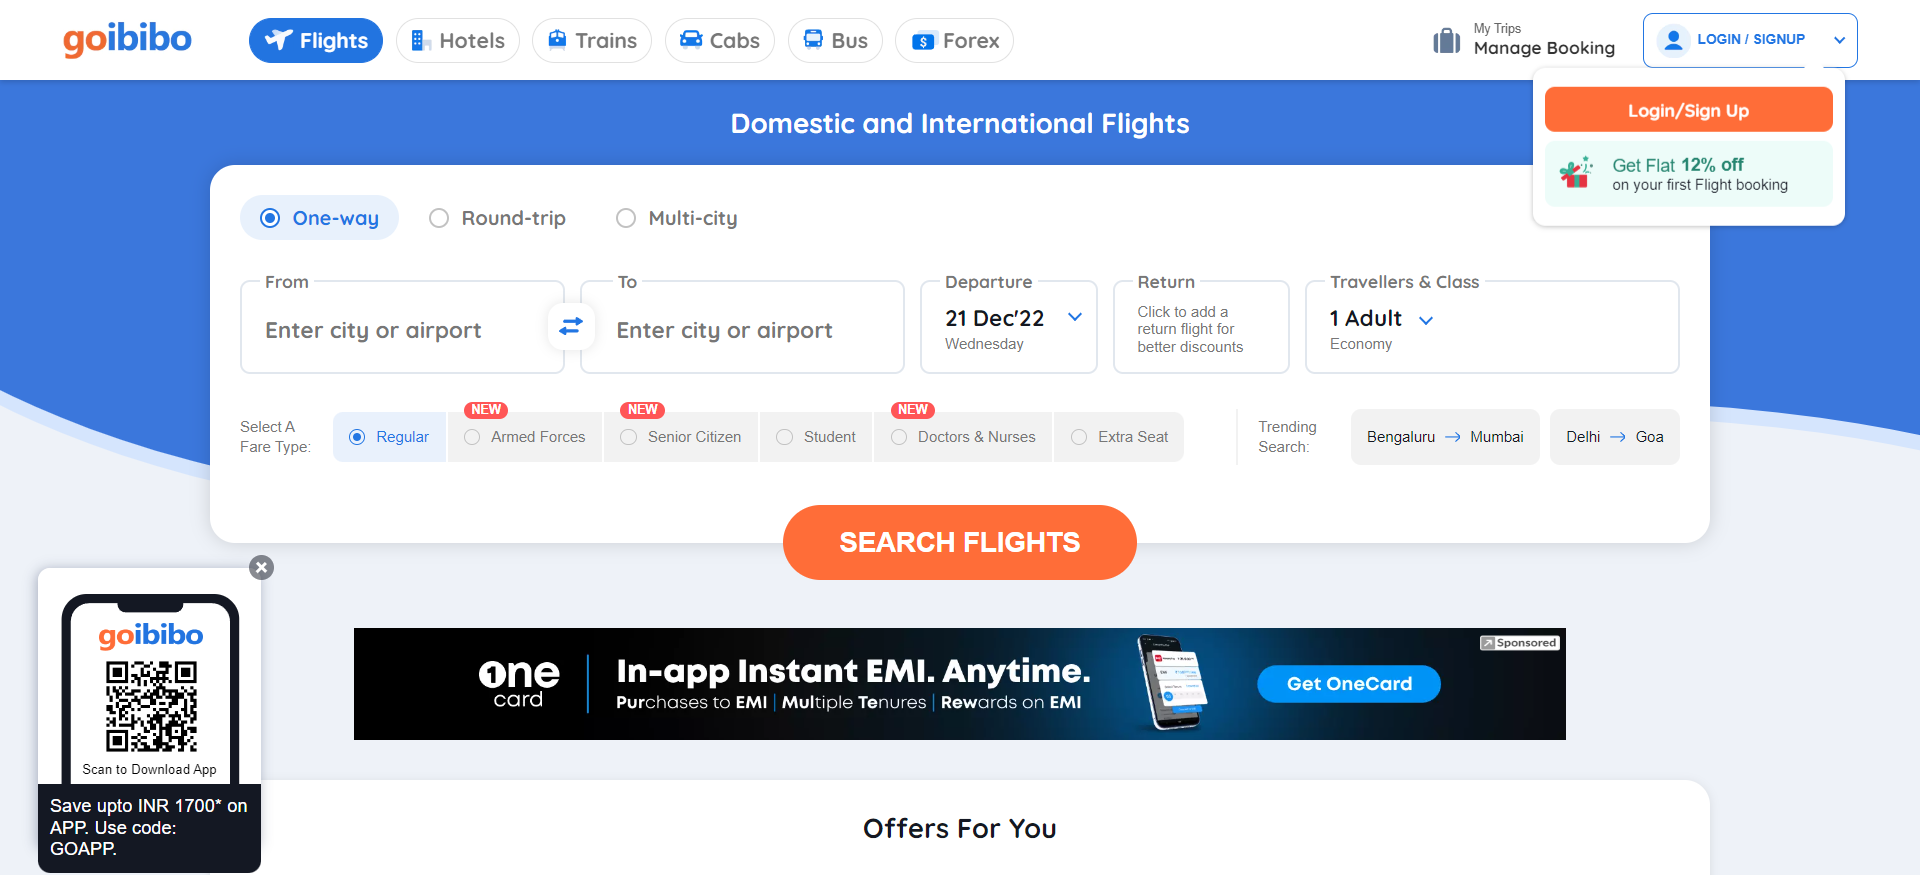 goibibo
Flights
Hotels
Trains
Cabs
Bus
Forex
My Trips
Manage Booking
LOGIN / SIGNUP
Login/Sign Up
Get Flat 12% off
on your first Flight booking
Domestic and International Flights
One-way
Round-trip
Multi-city
From
Enter city or airport
To
Enter city or airport
Departure
21 Dec'22
Wednesday
Return
Click to add a
return flight for
better discounts
Travellers & Class
1 Adult
Economy
Select A
Fare Type:
Regular
NEW
Armed Forces
NEW
Senior Citizen
Student
NEW
Doctors & Nurses
Extra Seat
Trending
Search:
Bengaluru → Mumbai
Delhi → Goa
SEARCH FLIGHTS
goibibo
Scan to Download App
Save upto INR 1700* on
APP. Use code:
GOAPP.
one
card
In-app Instant EMI. Anytime.
Purchases to EMI | Multiple Tenures | Rewards on EMI
Get OneCard
Sponsored
Offers For You